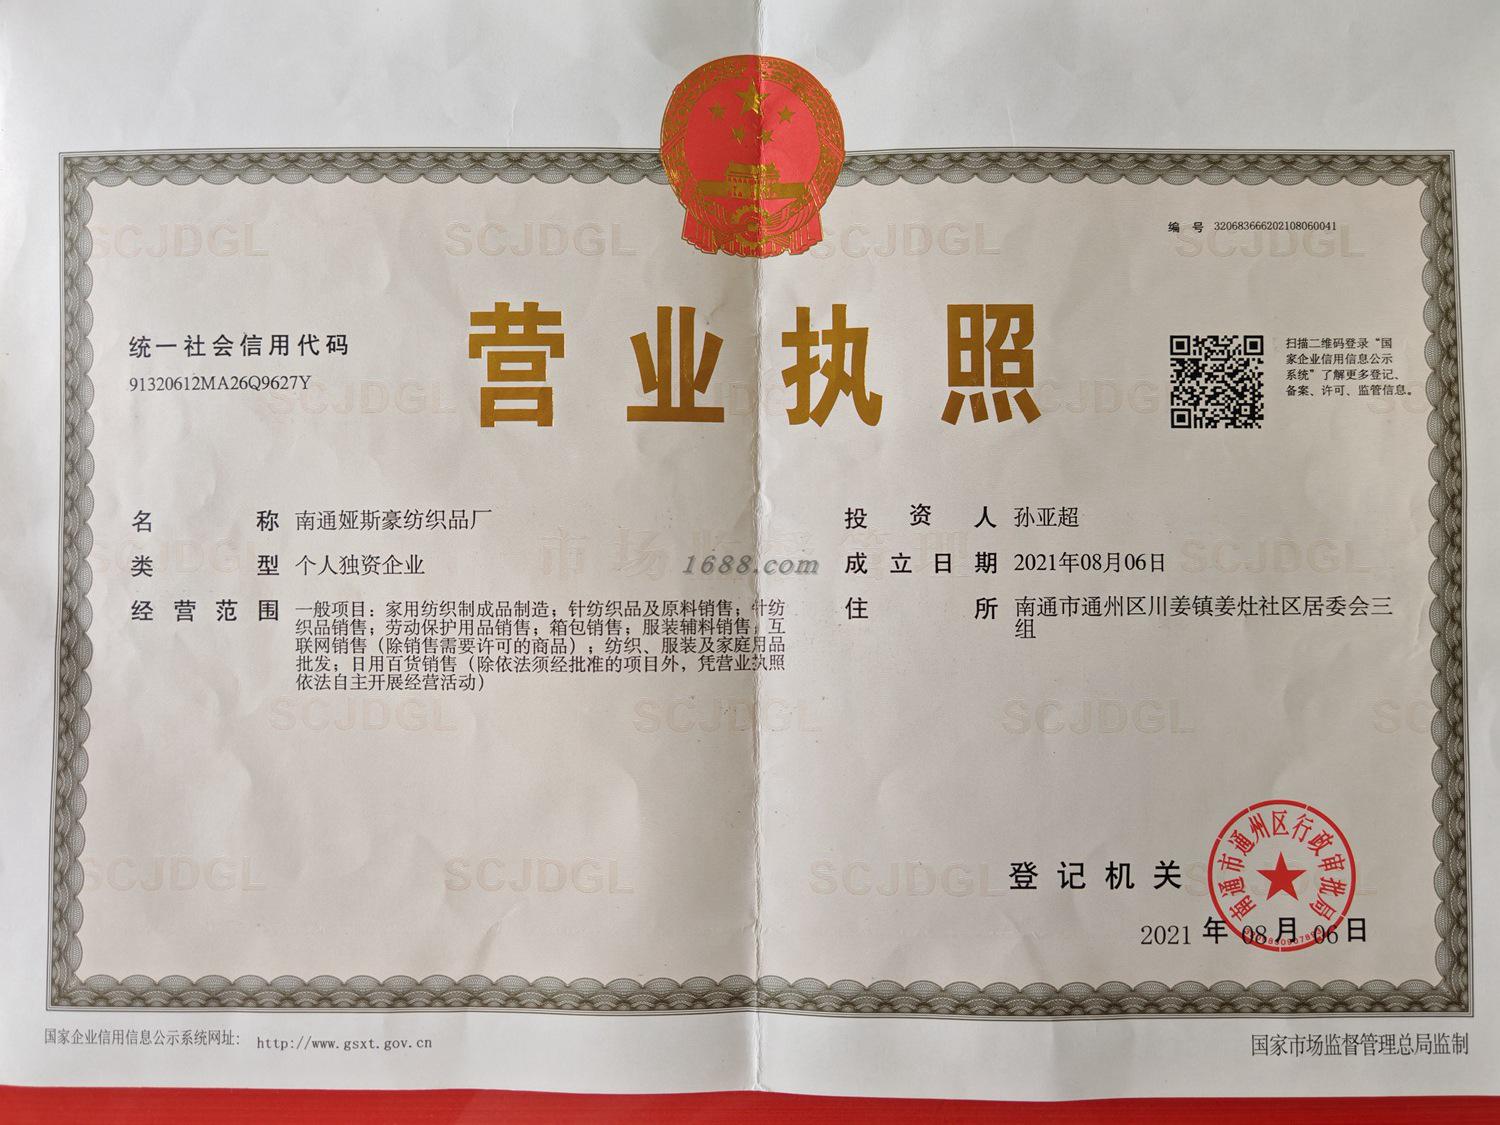 编 号 320683666202108060041
营业执照
统一社会信用代码
91320612MA26Q9627Y
扫描二维码登录“国
家企业信用信息公示
系统”了解更多登记、
备案、许可、监管信息。
名 称 南通娅斯豪纺织品厂
类 型 个人独资企业
经营范围 一般项目：家用纺织制成品制造；针纺织品及原料销售；针纺
织品销售；劳动保护用品销售；箱包销售；服装辅料销售；互
联网销售（除销售需要许可的商品）；纺织、服装及家庭用品
批发；日用百货销售（除依法须经批准的项目外，凭营业执照
依法自主开展经营活动）
投资人 孙亚超
成立日期 2021年08月06日
住 所 南通市通州区川姜镇姜灶社区居委会三
组
1688.com
市场监督管理
SCJDGL
登记机关
南通市通州区行政审批局
2021 年 08 月 06 日
国家企业信用信息公示系统网址： http://www.gsxt.gov.cn
国家市场监督管理总局监制